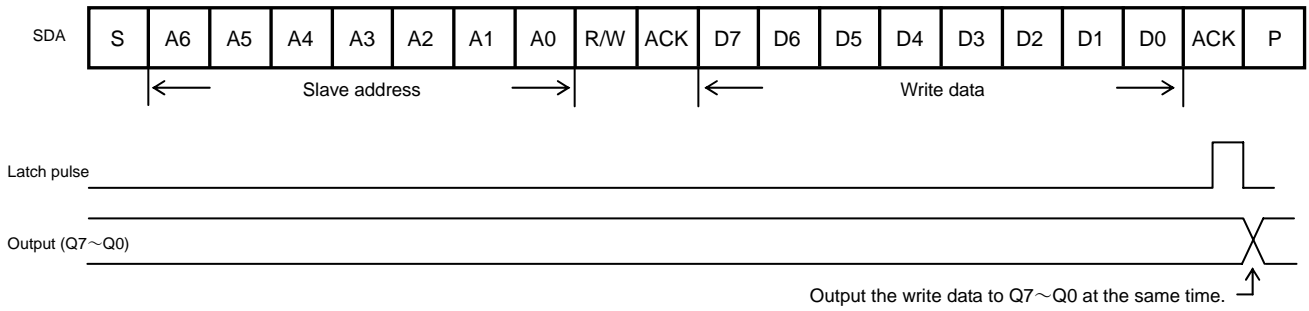 SDA S A6 A5 A4 A3 A2 A1 A0 R/W ACK D7 D6 D5 D4 D3 D2 D1 D0 ACK P
Slave address Write data
Latch pulse
Output (Q7～Q0)
Output the write data to Q7～Q0 at the same time.